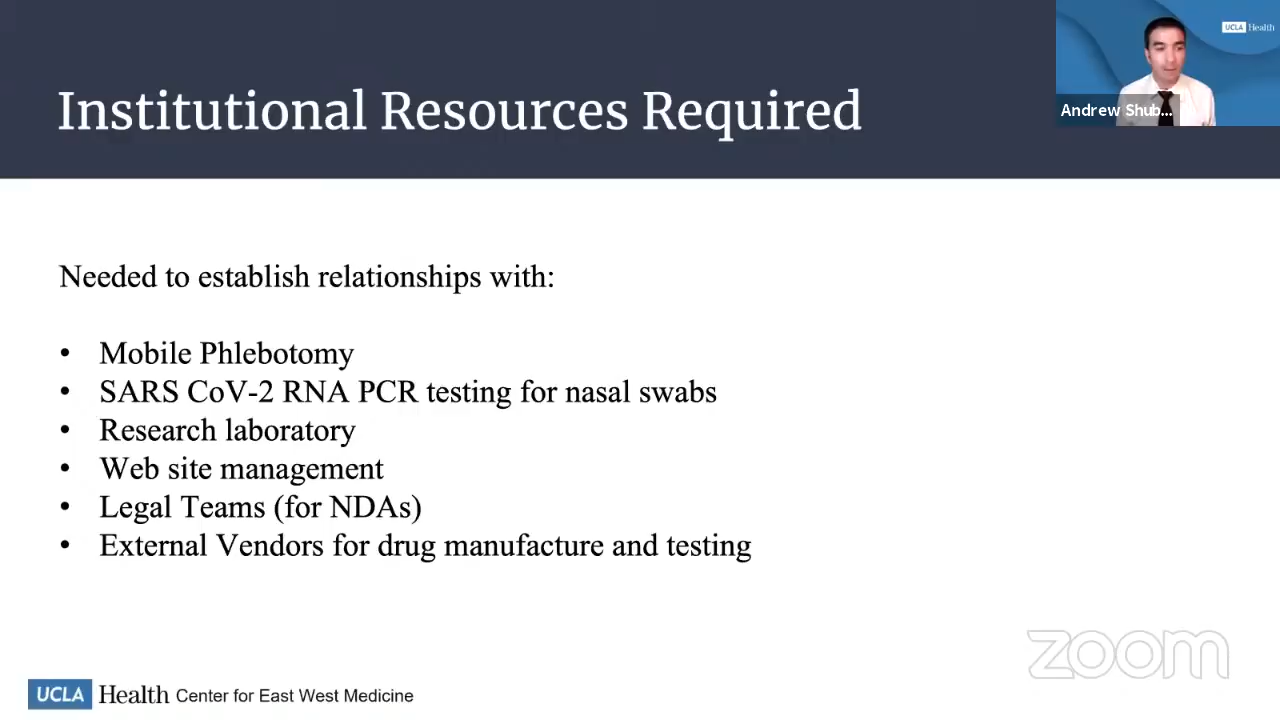 UCLA Health
Institutional Resources Required
Andrew Shub...
Needed to establish relationships with:
• Mobile Phlebotomy
• SARS CoV-2 RNA PCR testing for nasal swabs
• Research laboratory
• Web site management
• Legal Teams (for NDAs)
• External Vendors for drug manufacture and testing
zoom
UCLA Health Center for East West Medicine